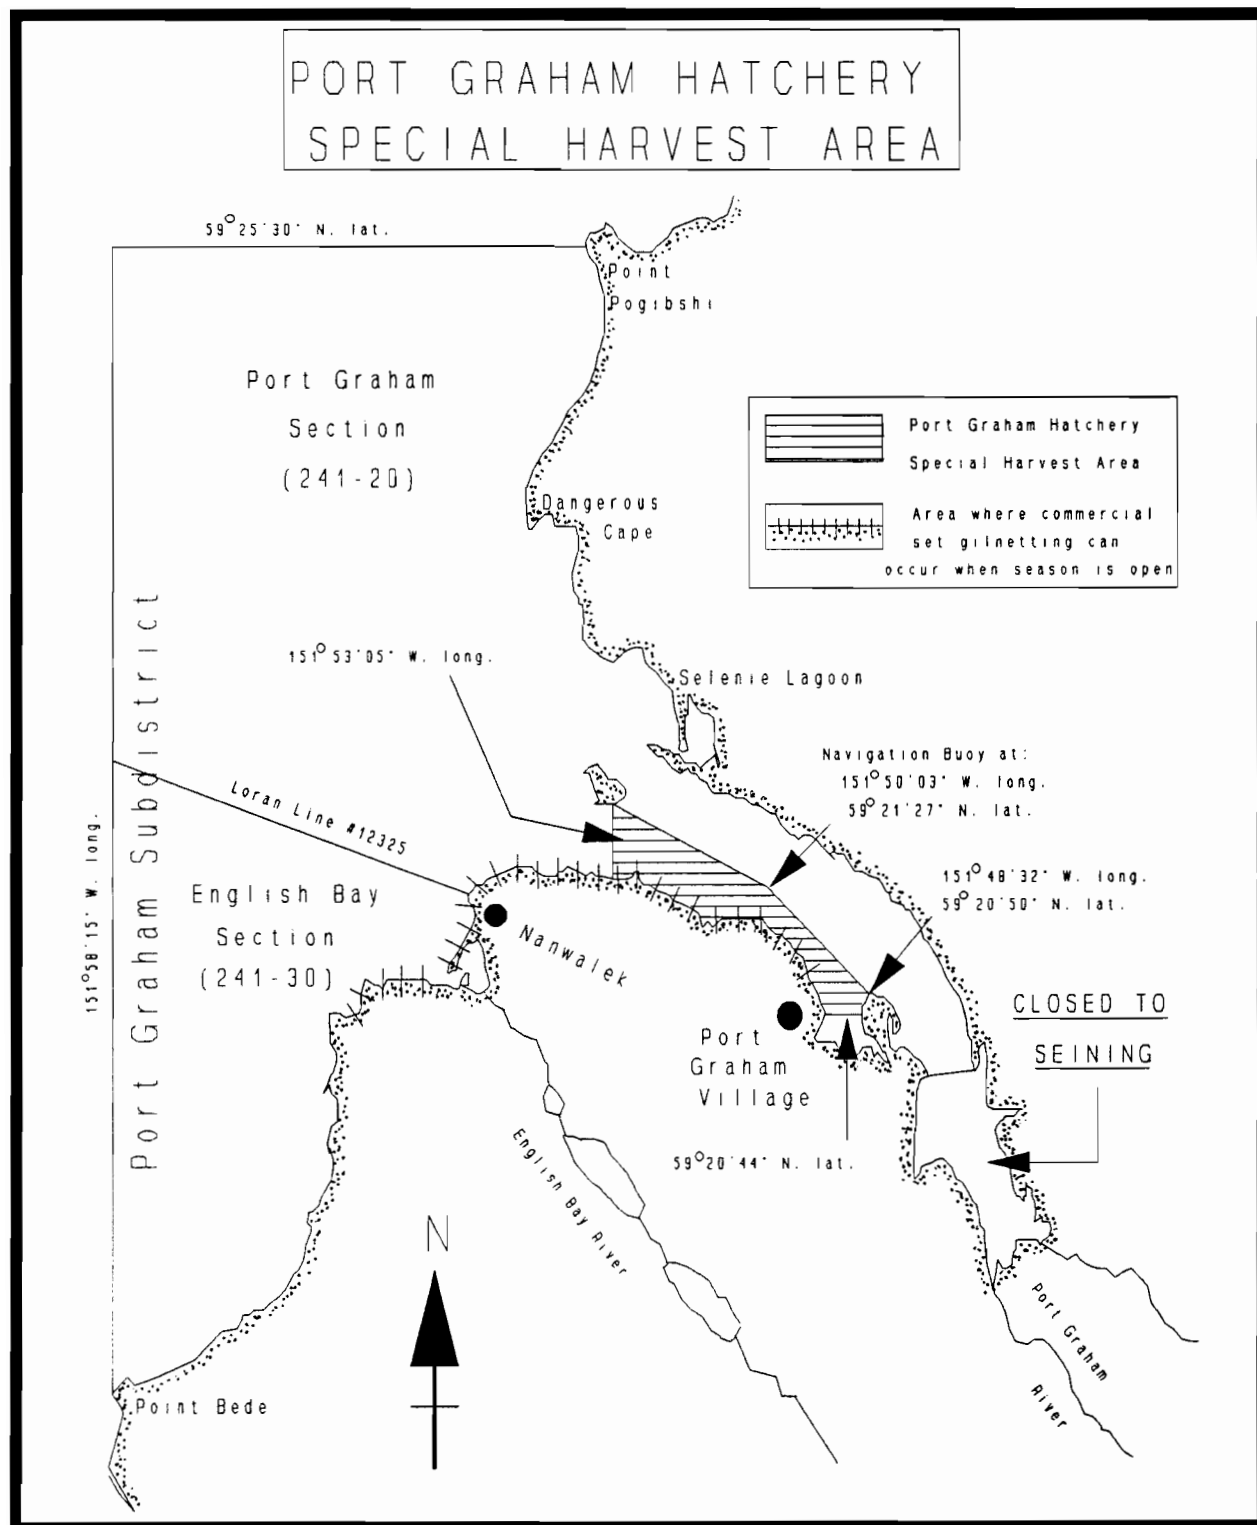 PORT GRAHAM HATCHERY
SPECIAL HARVEST AREA
59°25'30" N. lat.
Point
Pogibshi
Port Graham
Section
(241-20)
Port Graham Hatchery
Special Harvest Area
Area where commercial
set gilnetting can
occur when season is open
Dangerous
Cape
151°53'05" W. long.
Selenie Lagoon
Navigation Buoy at:
151°50'03" W. long.
59°21'27" N. lat.
Loran Line #12325
Port Graham Subdistrict
151°58'15" W. long.
English Bay
Section
(241-30)
Nanwalek
151°48'32" W. long.
59°20'50" N. lat.
CLOSED TO
SEINING
Port
Graham
Village
59°20'44" N. lat.
English Bay River
N
Port Graham
River
Point Bede